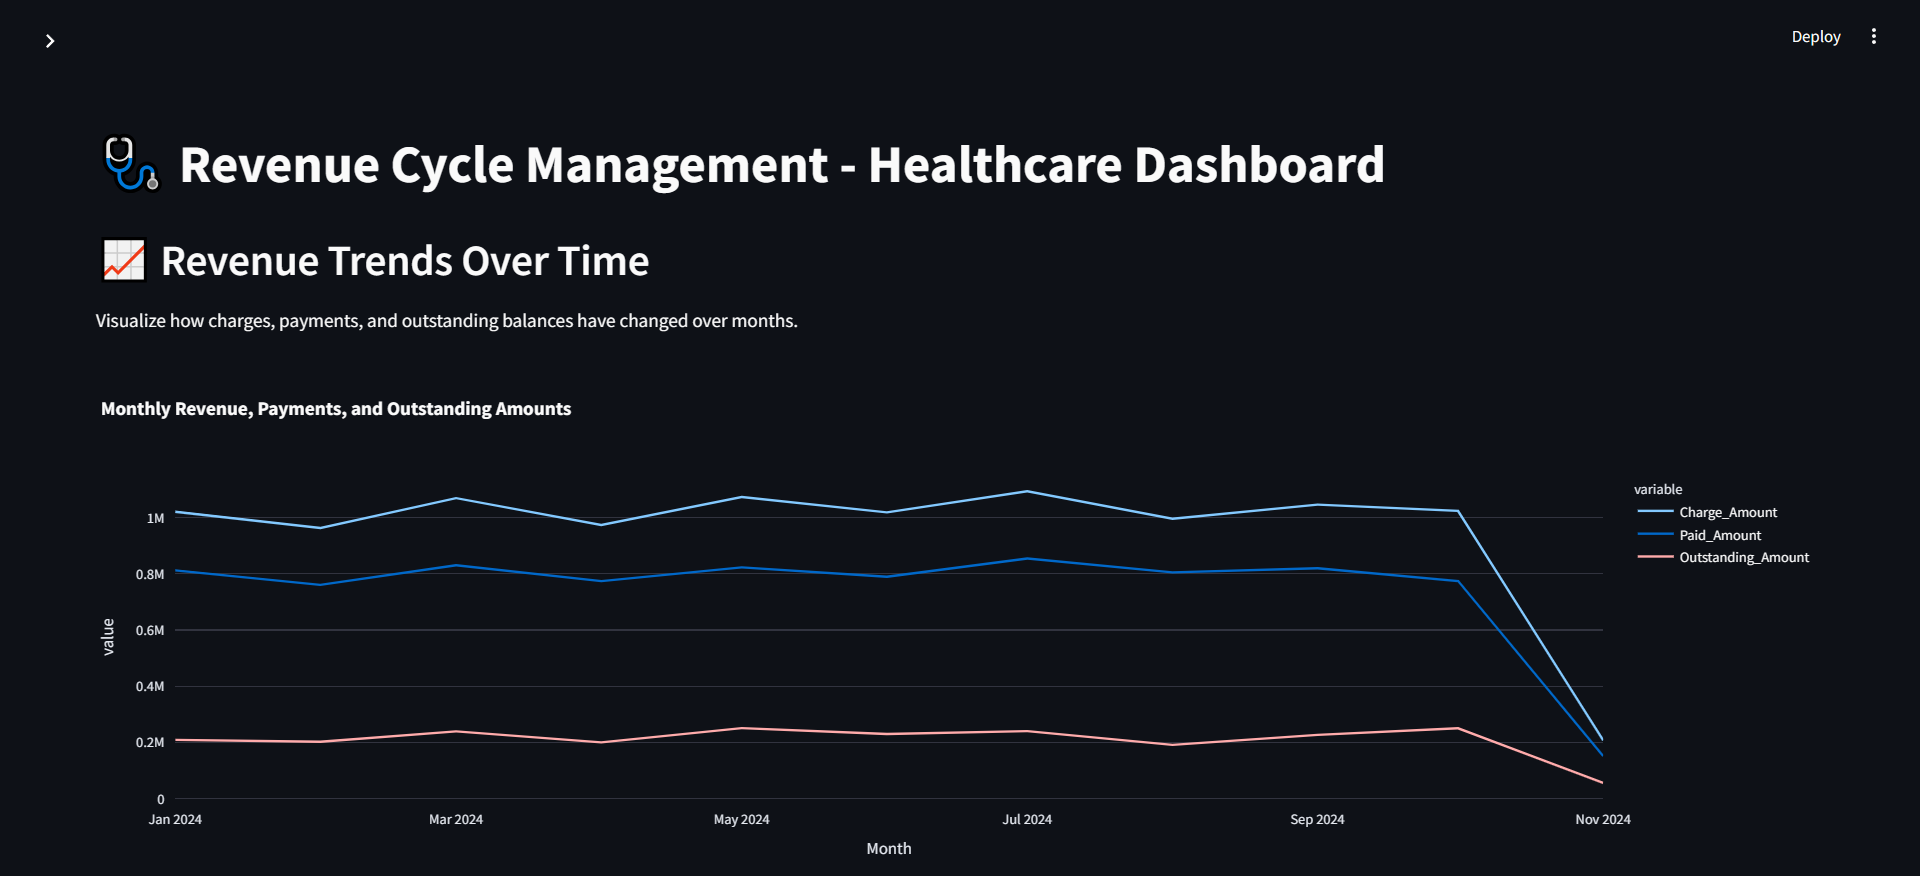 Deploy
Revenue Cycle Management - Healthcare Dashboard
Revenue Trends Over Time
Visualize how charges, payments, and outstanding balances have changed over months.
Monthly Revenue, Payments, and Outstanding Amounts
variable
Charge_Amount
Paid_Amount
Outstanding_Amount
value
1M
0.8M
0.6M
0.4M
0.2M
0
Jan 2024 Mar 2024 May 2024 Jul 2024 Sep 2024 Nov 2024
Month